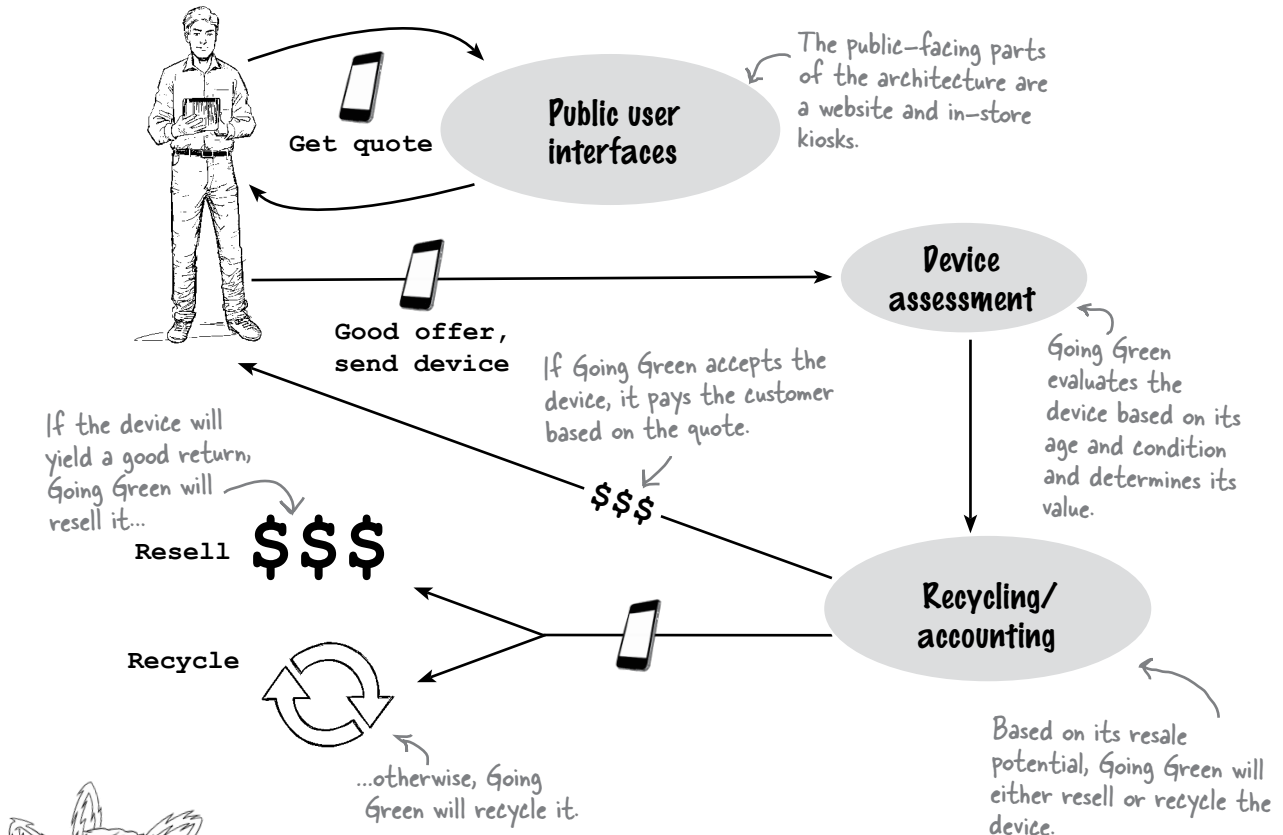 The public-facing parts
of the architecture are
a website and in-store
kiosks.
Public user
interfaces
Get quote
Device
assessment
Good offer,
send device
Going Green
evaluates the
device based on its
age and condition
and determines its
value.
If Going Green accepts the
device, it pays the customer
based on the quote.
$$$
If the device will
yield a good return,
Going Green will
resell it...
Resell $$$
Recycling/
accounting
Recycle
...otherwise, Going
Green will recycle it.
Based on its resale
potential, Going Green will
either resell or recycle the
device.